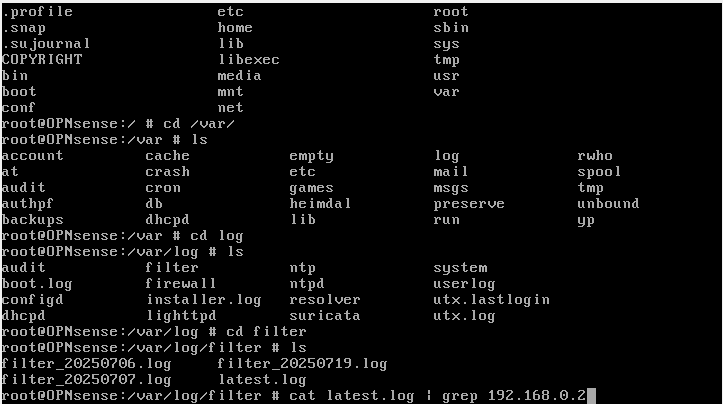 .profile etc root
.snap home sbin
.sujournal lib sys
COPYRIGHT libexec tmp
bin media usr
boot mnt var
conf net
root@OPNsense:/ # cd /var/
root@OPNsense:/var # ls
account cache empty log rwho
at crash etc mail spool
audit cron games msgs tmp
authpf db heimdal preserve unbound
backups dhcpd lib run yp
root@OPNsense:/var # cd log
root@OPNsense:/var/log # ls
audit filter ntp system
boot.log firewall ntpd userlog
configd installer.log resolver utx.lastlogin
dhcpd lighttpd suricata utx.log
root@OPNsense:/var/log # cd filter
root@OPNsense:/var/log/filter # ls
filter_20250706.log filter_20250719.log
filter_20250707.log latest.log
root@OPNsense:/var/log/filter # cat latest.log | grep 192.168.0.2